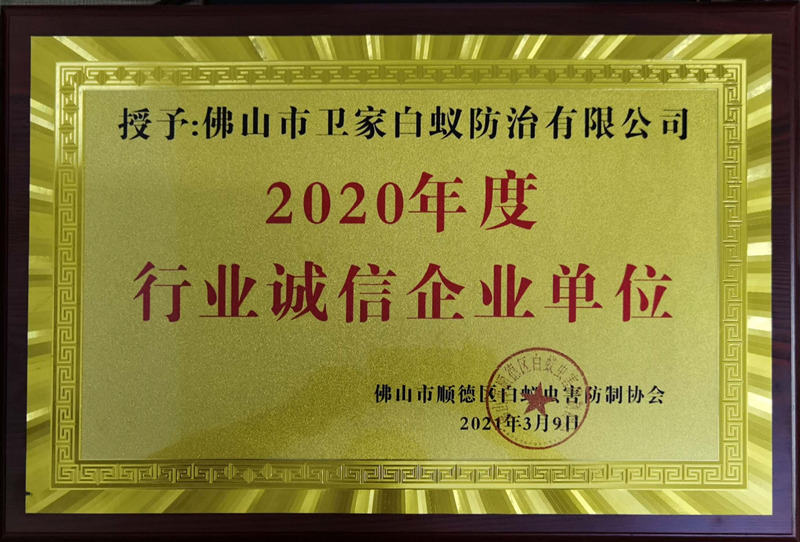 授予:佛山市卫家白蚁防治有限公司
2020年度
行业诚信企业单位
佛山市顺德区白蚁虫害防制协会
2021年3月9日